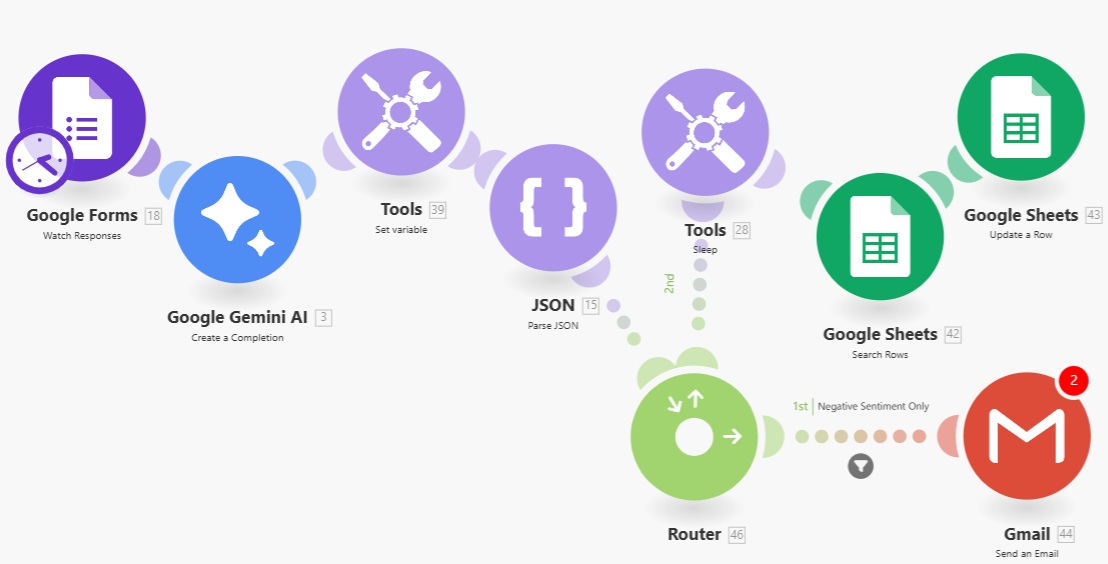 Google Forms 18
Watch Responses
Google Gemini AI 3
Create a Completion
Tools 39
Set variable
JSON 15
Parse JSON
Tools 28
Sleep
2nd
Google Sheets 42
Search Rows
Google Sheets 43
Update a Row
Router 46
1st Negative Sentiment Only
2
Gmail 44
Send an Email